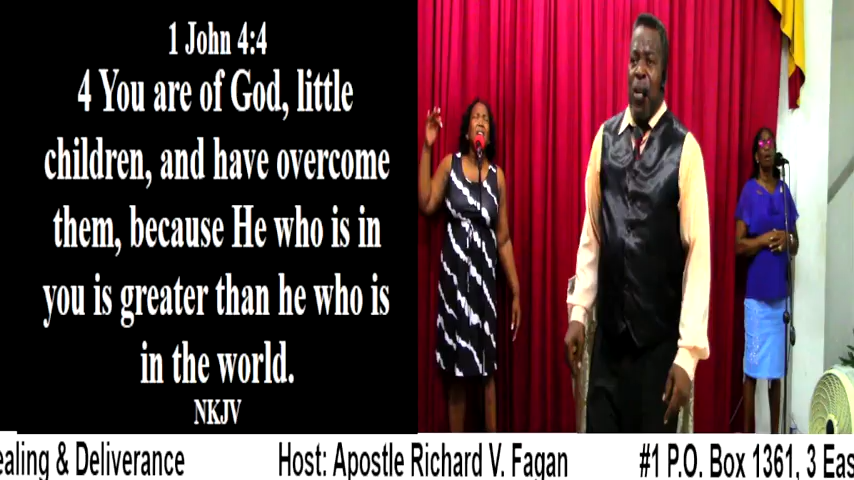 1 John 4:4
4 You are of God, little
children, and have overcome
them, because He who is in
you is greater than he who is
in the world.
NKJV
ealing & Deliverance Host: Apostle Richard V. Fagan #1 P.O. Box 1361, 3 Eas